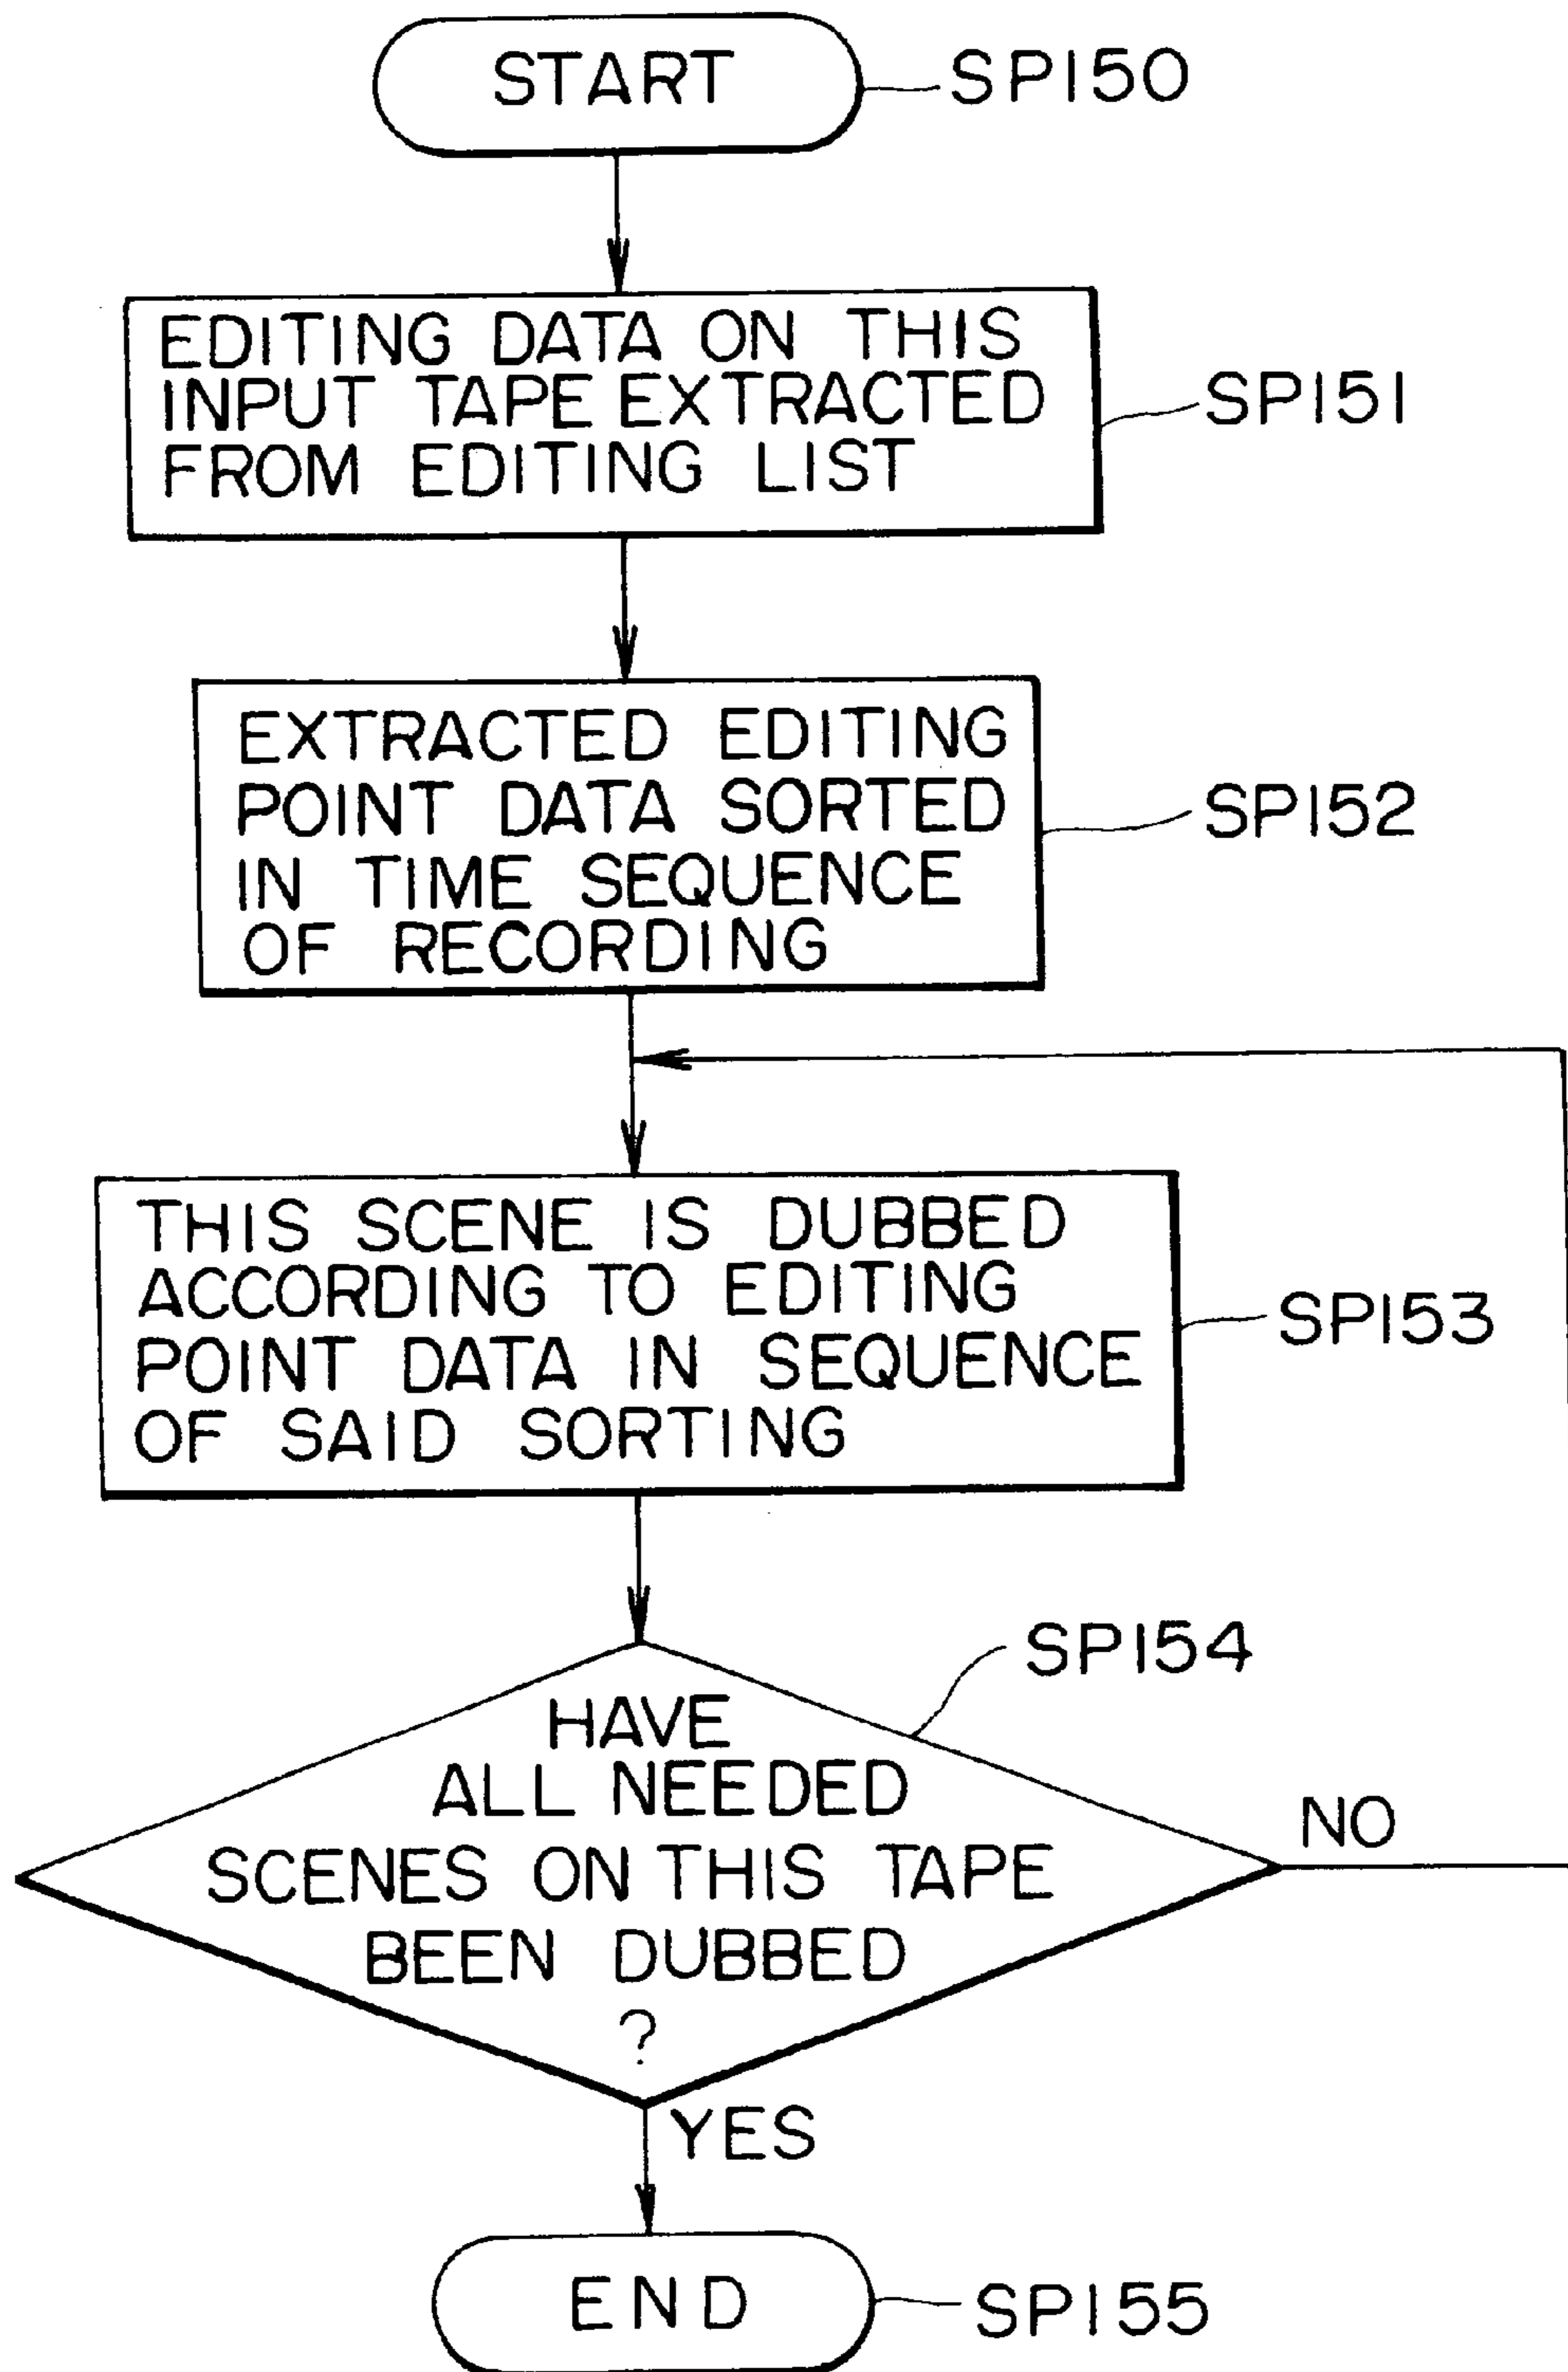 START
SP150
EDITING DATA ON THIS
INPUT TAPE EXTRACTED
FROM EDITING LIST
SP151
EXTRACTED EDITING
POINT DATA SORTED
IN TIME SEQUENCE
OF RECORDING
SP152
THIS SCENE IS DUBBED
ACCORDING TO EDITING
POINT DATA IN SEQUENCE
OF SAID SORTING
SP153
SP154
HAVE
ALL NEEDED
SCENES ON THIS TAPE
BEEN DUBBED
?
NO
YES
END
SP155